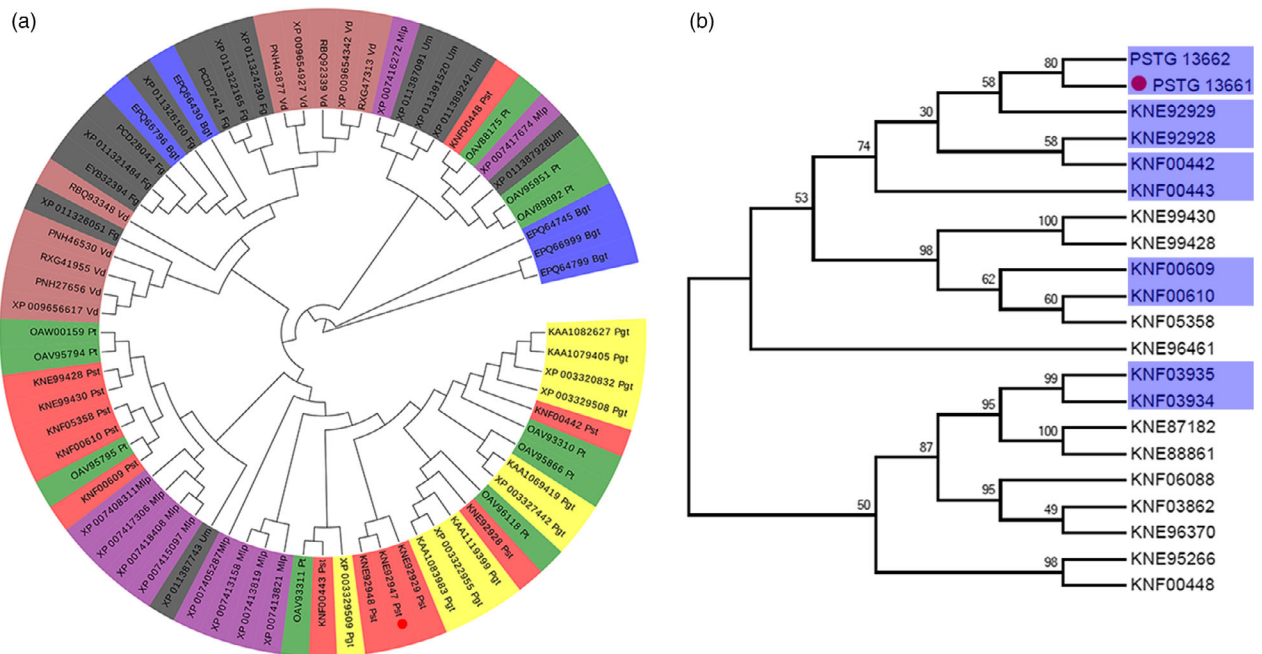 (a)
XP 011322165 Fg
XP 011324230 Fg
PNH43877 Vd
XP 009654927 Vd
RBQ92339 Vd
XP 009654342 Vd
RXG47313 Vd
XP 007416272 Mlp
XP 011387091 Um
XP 011391520 Um
XP 011389242 Um
KNF00448 Pst
OAV88175 Pt
XP 007417674 Mlp
XP 011387928Um
OAV95951 Pt
OAV89892 Pt
EPQ64745 Bgt
EPQ66999 Bgt
EPQ64799 Bgt
KAA1082627 Pgt
KAA1079405 Pgt
XP 003320832 Pgt
XP 003329508 Pgt
KNF00442 Pst
OAV93310 Pt
OAV95866 Pt
KAA1069419 Pgt
XP 003327442 Pgt
OAV96118 Pt
KNE92928 Pst
KAA1119399 Pgt
XP 003322955 Pgt
KAA1083983 Pgt
KNE92929 Pst
KNE92947 Pst
KNE92948 Pst
XP 003329509 Pgt
KNF00443 Pst
OAV93311 Pt
XP 007413821 Mlp
XP 007413819 Mlp
XP 007413158 Mlp
XP 007405287Mlp
XP 011387743 Um
XP 007415097 Mlp
XP 007418408 Mlp
XP 007417306 Mlp
XP 007408311Mlp
KNF00609 Pst
OAV95795 Pt
KNF00610 Pst
KNF05358 Pst
KNE99430 Pst
KNE99428 Pst
OAV95794 Pt
OAW00159 Pt
XP 009656617 Vd
PNH27656 Vd
RXG41955 Vd
PNH46530 Vd
XP 011326051 Fg
RBQ93348 Vd
EYB32394 Fg
XP 011321484 Fg
PCD28042 Fg
EPQ66796 Bgt
XP 011326160 Fg
EPQ66430 Bgt
PCD27424 Fg
(b)
80
PSTG 13662
58
PSTG 13661
30
KNE92929
74
58
KNE92928
KNF00442
53
KNF00443
100
KNE99430
98
KNE99428
62
KNF00609
60
KNF00610
KNF05358
KNE96461
99
KNF03935
95
KNF03934
87
100
KNE87182
KNE88861
95
KNF06088
50
49
KNF03862
KNE96370
98
KNE95266
KNF00448